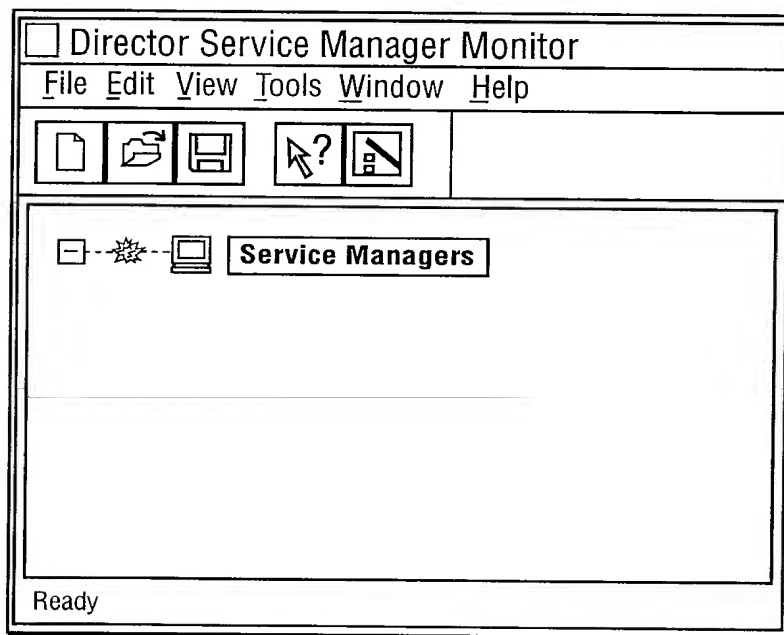 Director Service Manager Monitor
File Edit View Tools Window Help
?
Service Managers
Ready